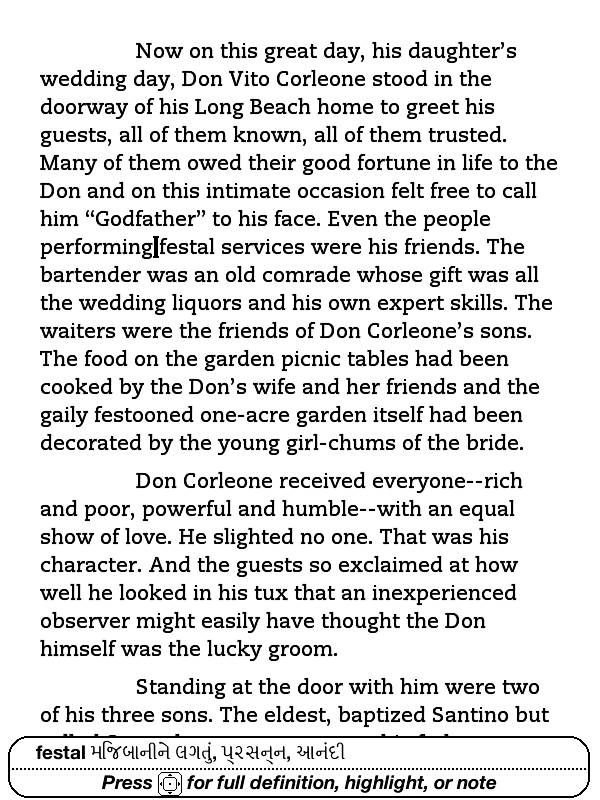 Now on this great day, his daughter’s
wedding day, Don Vito Corleone stood in the
doorway of his Long Beach home to greet his
guests, all of them known, all of them trusted.
Many of them owed their good fortune in life to the
Don and on this intimate occasion felt free to call
him “Godfather” to his face. Even the people
performing festal services were his friends. The
bartender was an old comrade whose gift was all
the wedding liquors and his own expert skills. The
waiters were the friends of Don Corleone’s sons.
The food on the garden picnic tables had been
cooked by the Don’s wife and her friends and the
gaily festooned one-acre garden itself had been
decorated by the young girl-chums of the bride.
Don Corleone received everyone--rich
and poor, powerful and humble--with an equal
show of love. He slighted no one. That was his
character. And the guests so exclaimed at how
well he looked in his tux that an inexperienced
observer might easily have thought the Don
himself was the lucky groom.
Standing at the door with him were two
of his three sons. The eldest, baptized Santino but
festal મજિબાનીને લગતું, પ્રસન્ન, આનંદી
Press for full definition, highlight, or note